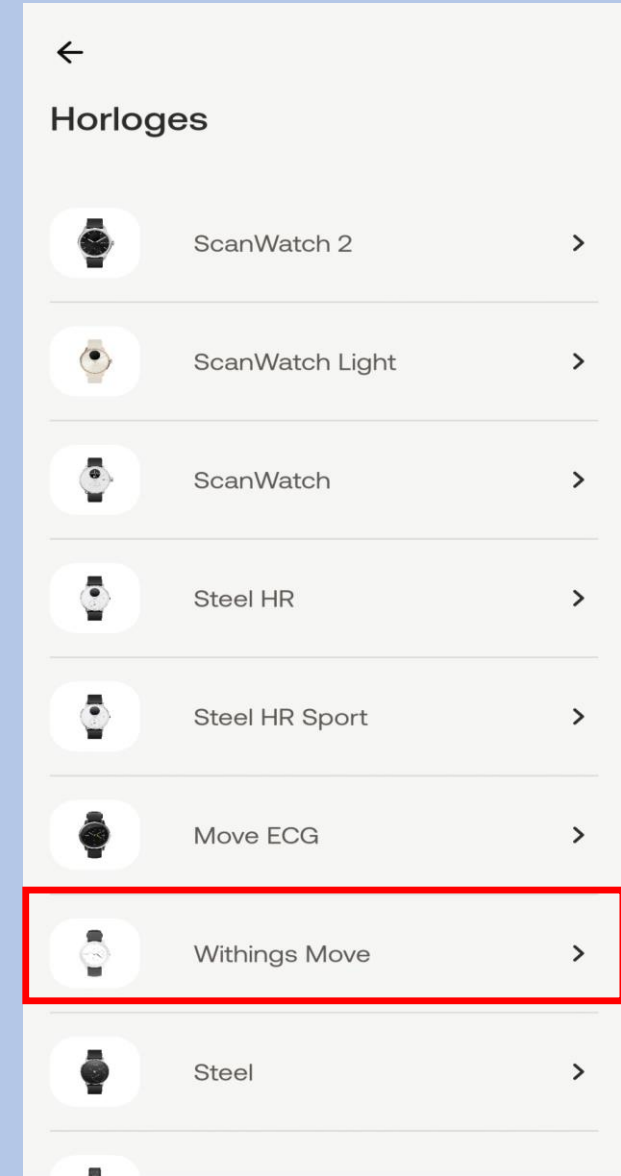 Horloges
ScanWatch 2
ScanWatch Light
ScanWatch
Steel HR
Steel HR Sport
Move ECG
Withings Move
Steel